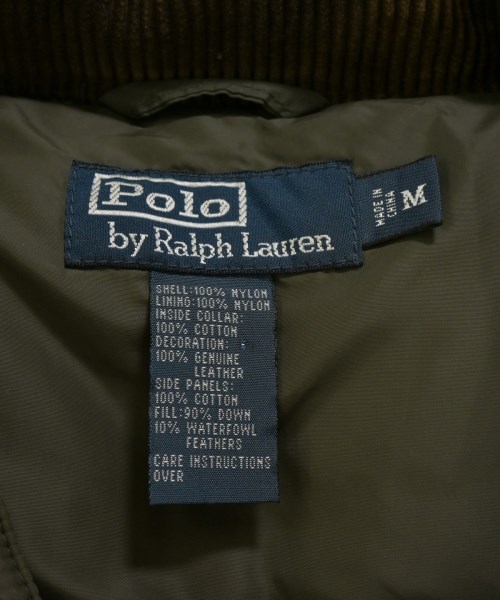 Polo
by Ralph Lauren
MADE IN
CHINA
M
SHELL:100% NYLON
LINING:100% NYLON
INSIDE COLLAR:
100% COTTON
DECORATION:
100% GENUINE
LEATHER
SIDE PANELS:
100% COTTON
FILL:90% DOWN
10% WATERFOWL
FEATHERS
CARE INSTRUCTIONS
OVER